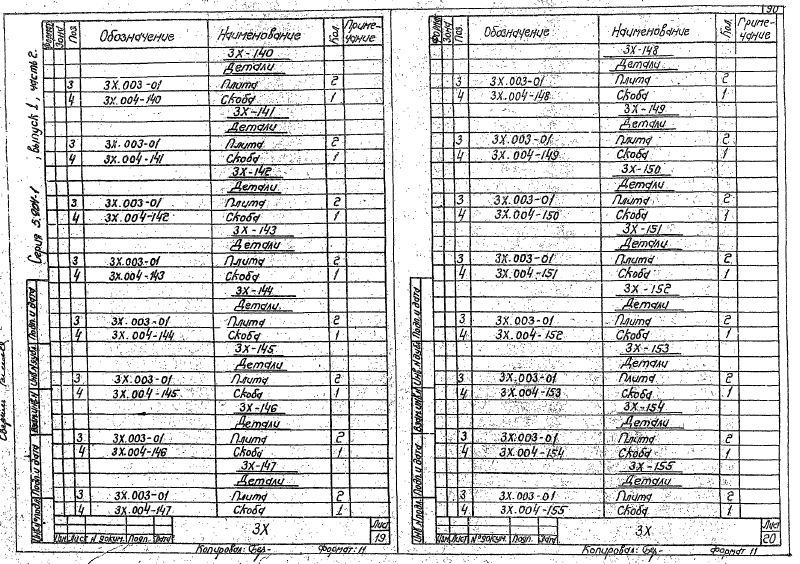 190
Серия 3.904-1, Выпуск 1, часть 2.
Формат Зона Поз. Обозначение Наименование Кол. Приме-чание
3Х-140
Детали
3 3Х.003-01 Плита 2
4 3Х.004-140 Скоба 1
3Х-141
Детали
3 3Х.003-01 Плита 2
4 3Х.004-141 Скоба 1
3Х-142
Детали
3 3Х.003-01 Плита 2
4 3Х.004-142 Скоба 1
3Х-143
Детали
3 3Х.003-01 Плита 2
4 3Х.004-143 Скоба 1
3Х-144
Детали
3 3Х.003-01 Плита 2
4 3Х.004-144 Скоба 1
3Х-145
Детали
3 3Х.003-01 Плита 2
4 3Х.004-145 Скоба 1
3Х-146
Детали
3 3Х.003-01 Плита 2
4 3Х.004-146 Скоба 1
3Х-147
Детали
3 3Х.003-01 Плита 2
4 3Х.004-147 Скоба 1
Инв.№подл. Подп. и дата Взам.инв.№ Инв.№дубл. Подп. и дата
Изм. Лист № докум. Подп. Дата
3Х
Лист
19
Копировал: Формат: 11
Формат Зона Поз. Обозначение Наименование Кол. Приме-чание
3Х-148
Детали
3 3Х.003-01 Плита 2
4 3Х.004-148 Скоба 1
3Х-149
Детали
3 3Х.003-01 Плита 2
4 3Х.004-149 Скоба 1
3Х-150
Детали
3 3Х.003-01 Плита 2
4 3Х.004-150 Скоба 1
3Х-151
Детали
3 3Х.003-01 Плита 2
4 3Х.004-151 Скоба 1
3Х-152
Детали
3 3Х.003-01 Плита 2
4 3Х.004-152 Скоба 1
3Х-153
Детали
3 3Х.003-01 Плита 2
4 3Х.004-153 Скоба 1
3Х-154
Детали
3 3Х.003-01 Плита 2
4 3Х.004-154 Скоба 1
3Х-155
Детали
3 3Х.003-01 Плита 2
4 3Х.004-155 Скоба 1
Инв.№подл. Подп. и дата Взам.инв.№ Инв.№дубл. Подп. и дата
Изм. Лист № докум. Подп. Дата
3Х
Лист
20
Копировал: Формат 11